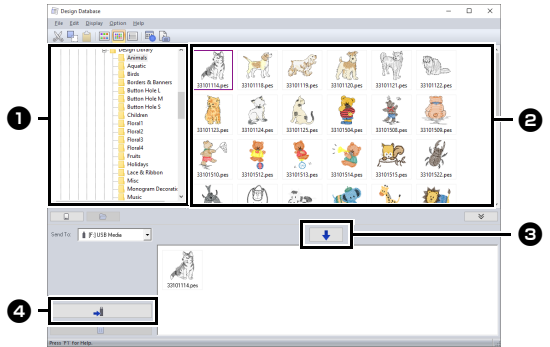 Design Database
File Edit Display Option Help
Design Library
Animals
Aquatic
Birds
Borders & Banners
Button Hole L
Button Hole M
Button Hole S
Children
Floral1
Floral2
Floral3
Floral4
Fruits
Holidays
Lace & Ribbon
Misc
Monogram Decorati
Music
33101114.pes 33101118.pes 33101119.pes 33101120.pes 33101121.pes 33101122.pes
33101123.pes 33101124.pes 33101125.pes 33101504.pes 33101508.pes 33101509.pes
33101510.pes 33101512.pes 33101513.pes 33101514.pes 33101515.pes 33101522.pes
1
2
Send To: [F:] USB Media
3
33101114.pes
4
Press F1 for Help.